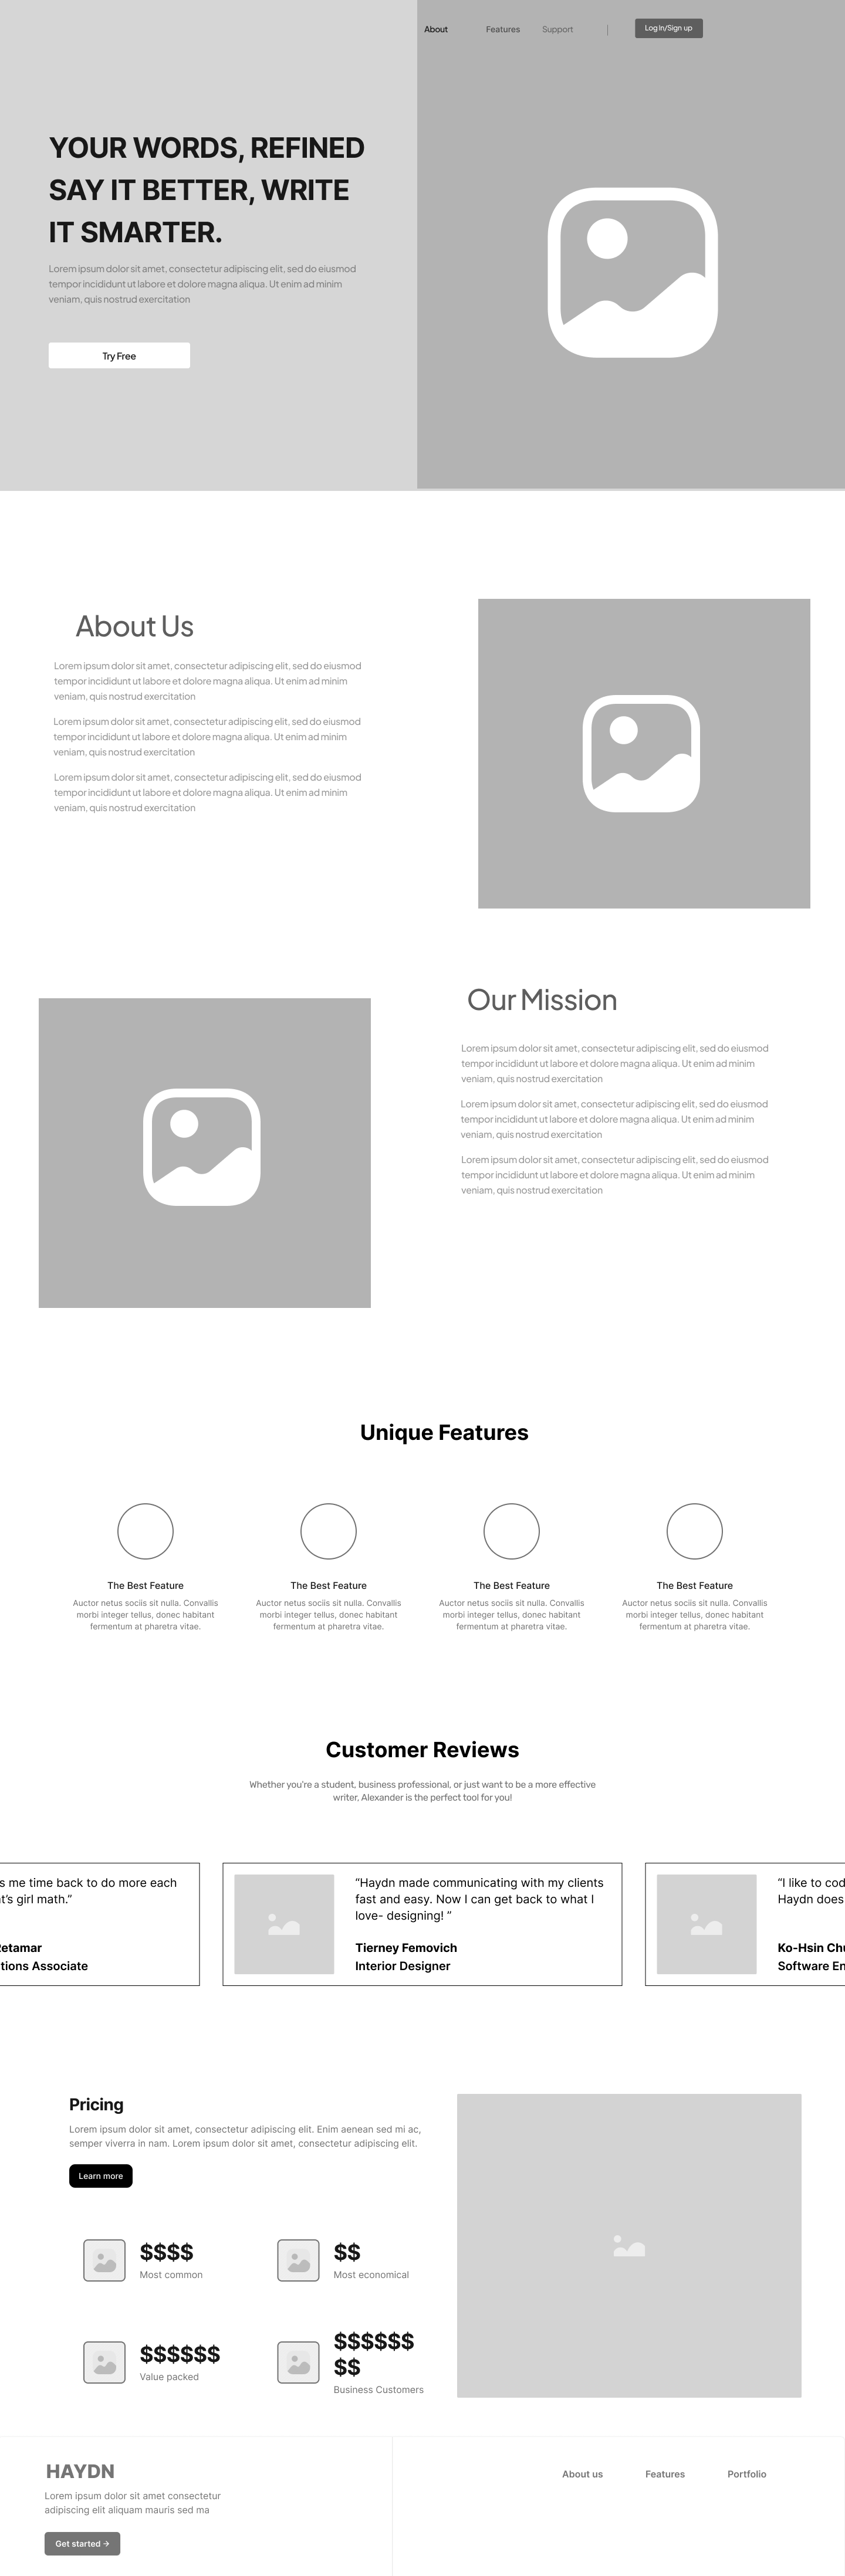 About
Features
Support
Log In/Sign up
YOUR WORDS, REFINED
SAY IT BETTER, WRITE
IT SMARTER.
Lorem ipsum dolor sit amet, consectetur adipiscing elit, sed do eiusmod
tempor incididunt ut labore et dolore magna aliqua. Ut enim ad minim
veniam, quis nostrud exercitation
Try Free
About Us
Lorem ipsum dolor sit amet, consectetur adipiscing elit, sed do eiusmod
tempor incididunt ut labore et dolore magna aliqua. Ut enim ad minim
veniam, quis nostrud exercitation
Lorem ipsum dolor sit amet, consectetur adipiscing elit, sed do eiusmod
tempor incididunt ut labore et dolore magna aliqua. Ut enim ad minim
veniam, quis nostrud exercitation
Lorem ipsum dolor sit amet, consectetur adipiscing elit, sed do eiusmod
tempor incididunt ut labore et dolore magna aliqua. Ut enim ad minim
veniam, quis nostrud exercitation
Our Mission
Lorem ipsum dolor sit amet, consectetur adipiscing elit, sed do eiusmod
tempor incididunt ut labore et dolore magna aliqua. Ut enim ad minim
veniam, quis nostrud exercitation
Lorem ipsum dolor sit amet, consectetur adipiscing elit, sed do eiusmod
tempor incididunt ut labore et dolore magna aliqua. Ut enim ad minim
veniam, quis nostrud exercitation
Lorem ipsum dolor sit amet, consectetur adipiscing elit, sed do eiusmod
tempor incididunt ut labore et dolore magna aliqua. Ut enim ad minim
veniam, quis nostrud exercitation
Unique Features
The Best Feature
Auctor netus sociis sit nulla. Convallis
morbi integer tellus, donec habitant
fermentum at pharetra vitae.
The Best Feature
Auctor netus sociis sit nulla. Convallis
morbi integer tellus, donec habitant
fermentum at pharetra vitae.
The Best Feature
Auctor netus sociis sit nulla. Convallis
morbi integer tellus, donec habitant
fermentum at pharetra vitae.
The Best Feature
Auctor netus sociis sit nulla. Convallis
morbi integer tellus, donec habitant
fermentum at pharetra vitae.
Customer Reviews
Whether you're a student, business professional, or just want to be a more effective
writer, Alexander is the perfect tool for you!
s me time back to do more each
t's girl math.”
Retamar
tions Associate
“Haydn made communicating with my clients
fast and easy. Now I can get back to what I
love- designing! ”
Tierney Femovich
Interior Designer
“I like to cod
Haydn does
Ko-Hsin Chu
Software En
Pricing
Lorem ipsum dolor sit amet, consectetur adipiscing elit. Enim aenean sed mi ac,
semper viverra in nam. Lorem ipsum dolor sit amet, consectetur adipiscing elit.
Learn more
$$$$
Most common
$$
Most economical
$$$$$$
Value packed
$$$$$$
$$
Business Customers
HAYDN
Lorem ipsum dolor sit amet consectetur
adipiscing elit aliquam mauris sed ma
Get started →
About us
Features
Portfolio